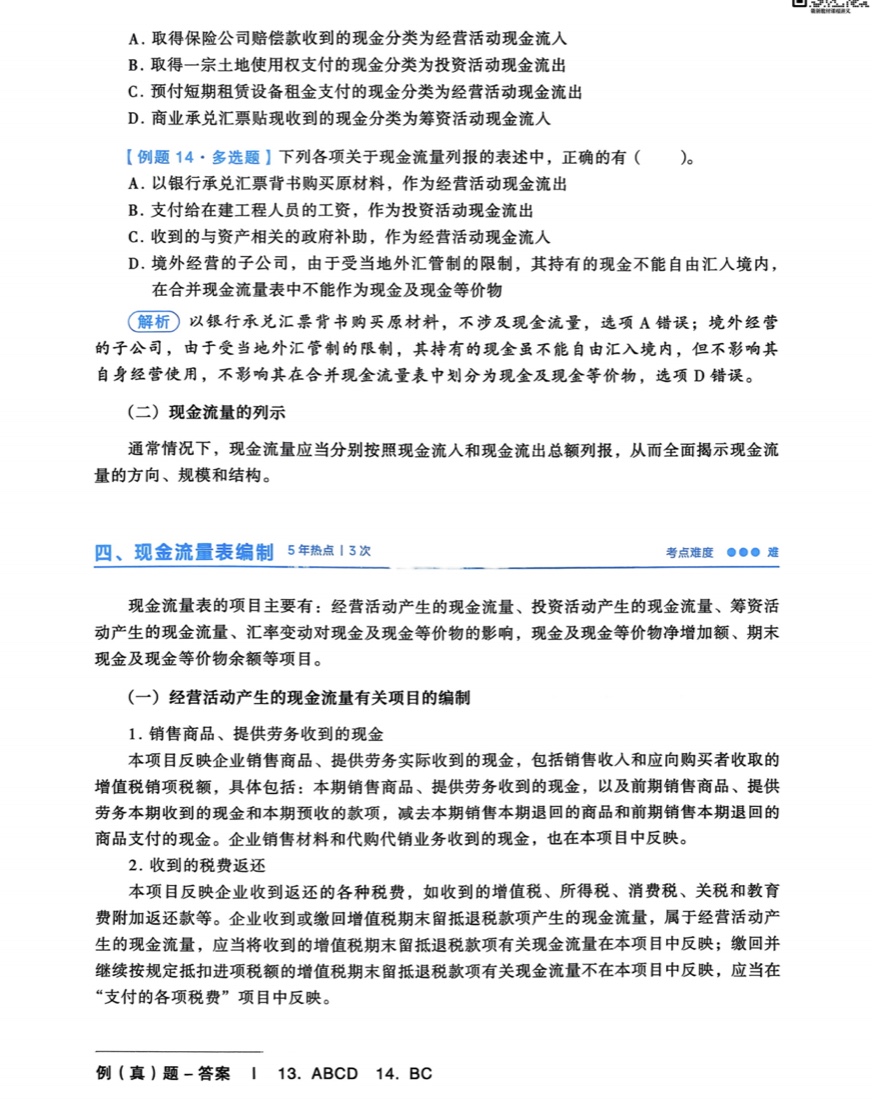 A. 取得保险公司赔偿款收到的现金分类为经营活动现金流入
B. 取得一宗土地使用权支付的现金分类为投资活动现金流出
C. 预付短期租赁设备租金支付的现金分类为经营活动现金流出
D. 商业承兑汇票贴现收到的现金分类为筹资活动现金流入
【例题 14·多选题】下列各项关于现金流量列报的表述中，正确的有（　　）。
A. 以银行承兑汇票背书购买原材料，作为经营活动现金流出
B. 支付给在建工程人员的工资，作为投资活动现金流出
C. 收到的与资产相关的政府补助，作为经营活动现金流入
D. 境外经营的子公司，由于受当地外汇管制的限制，其持有的现金不能自由汇入境内，
在合并现金流量表中不能作为现金及现金等价物
解析 以银行承兑汇票背书购买原材料，不涉及现金流量，选项 A 错误；境外经营
的子公司，由于受当地外汇管制的限制，其持有的现金虽不能自由汇入境内，但不影响其
自身经营使用，不影响其在合并现金流量表中划分为现金及现金等价物，选项 D 错误。
（二）现金流量的列示
通常情况下，现金流量应当分别按照现金流入和现金流出总额列报，从而全面揭示现金流
量的方向、规模和结构。
四、现金流量表编制 5 年热点 | 3 次 考点难度 ●●● 难
现金流量表的项目主要有：经营活动产生的现金流量、投资活动产生的现金流量、筹资活
动产生的现金流量、汇率变动对现金及现金等价物的影响，现金及现金等价物净增加额、期末
现金及现金等价物余额等项目。
（一）经营活动产生的现金流量有关项目的编制
1. 销售商品、提供劳务收到的现金
本项目反映企业销售商品、提供劳务实际收到的现金，包括销售收入和应向购买者收取的
增值税销项税额，具体包括：本期销售商品、提供劳务收到的现金，以及前期销售商品、提供
劳务本期收到的现金和本期预收的款项，减去本期销售本期退回的商品和前期销售本期退回的
商品支付的现金。企业销售材料和代购代销业务收到的现金，也在本项目中反映。
2. 收到的税费返还
本项目反映企业收到返还的各种税费，如收到的增值税、所得税、消费税、关税和教育
费附加返还款等。企业收到或缴回增值税期末留抵退税款项产生的现金流量，属于经营活动产
生的现金流量，应当将收到的增值税期末留抵退税款项有关现金流量在本项目中反映；缴回并
继续按规定抵扣进项税额的增值税期末留抵退税款项有关现金流量不在本项目中反映，应当在
“支付的各项税费”项目中反映。
例（真）题－答案 | 13. ABCD 14. BC